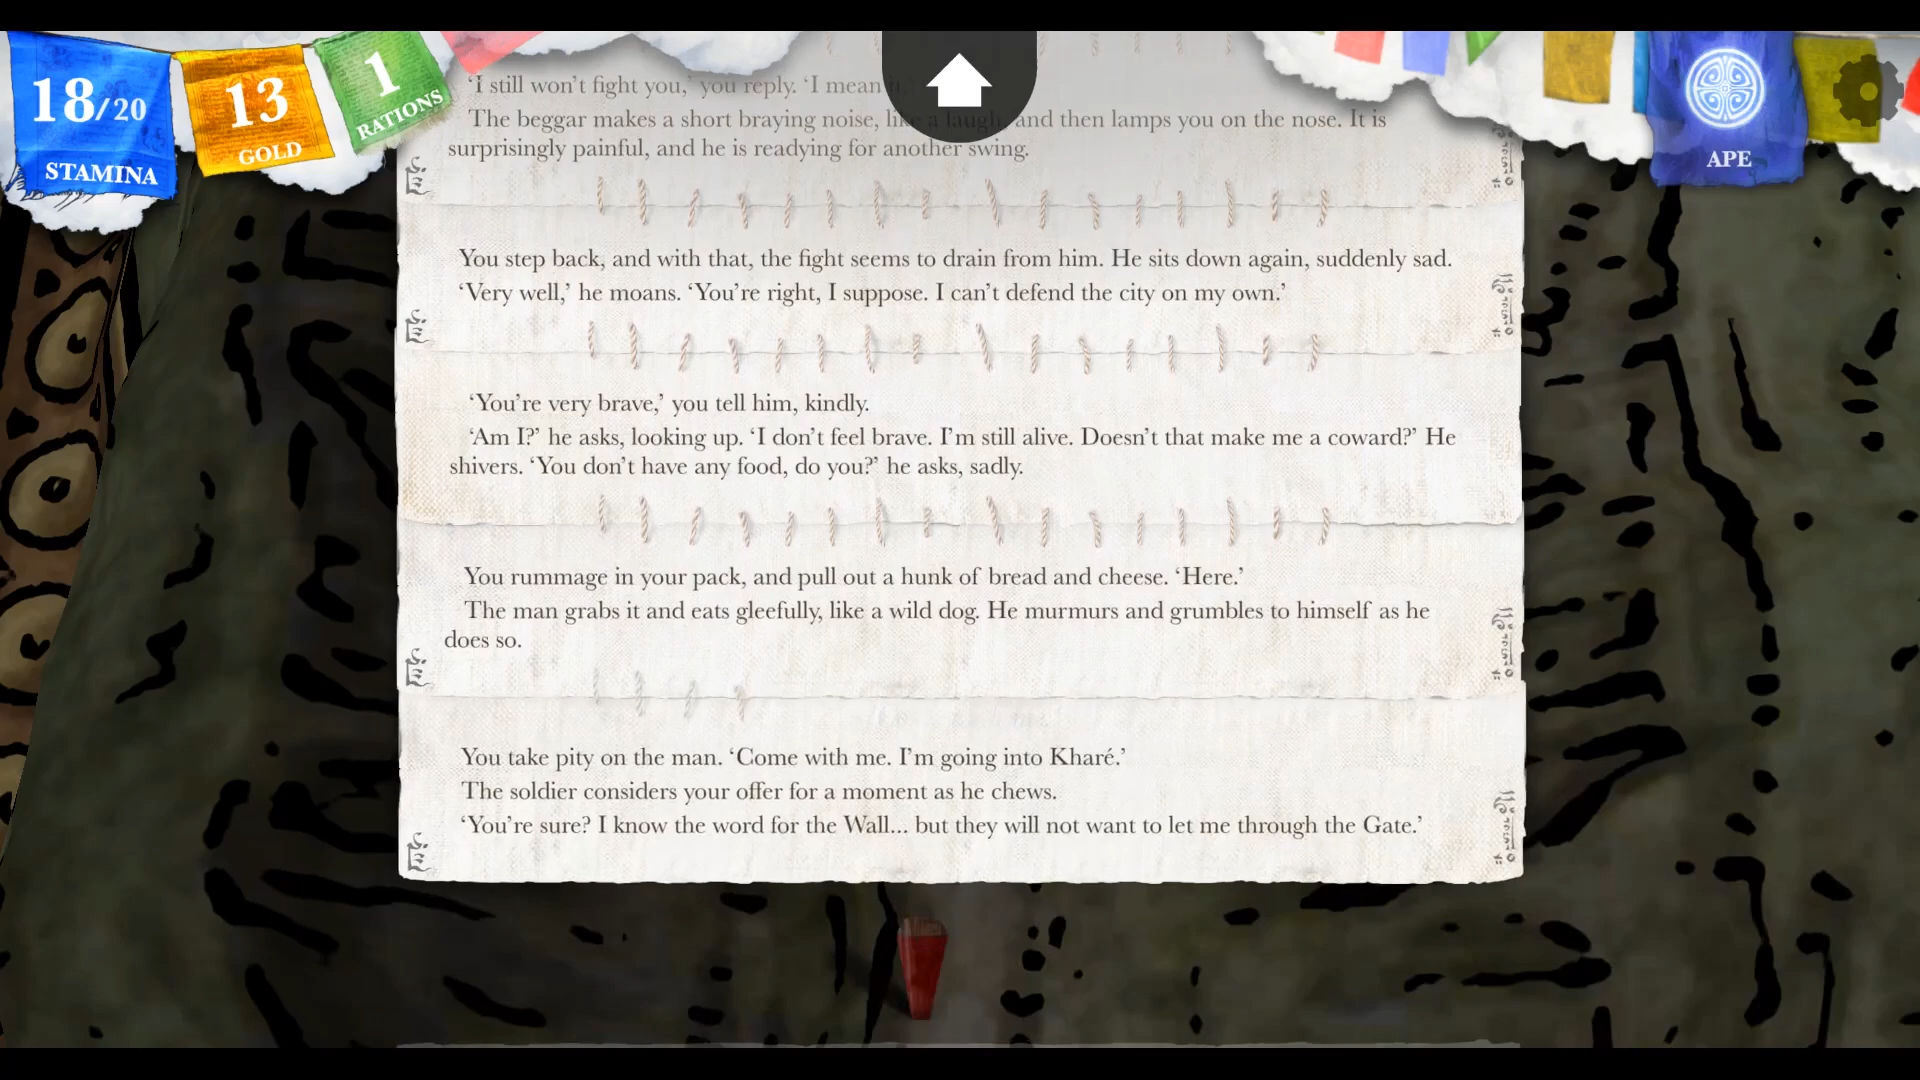 18/20
STAMINA
13
GOLD
1
RATIONS
APE
‘I still won’t fight you,’ you reply. ‘I mean
The beggar makes a short braying noise, like a laugh, and then lamps you on the nose. It is
surprisingly painful, and he is readying for another swing.
You step back, and with that, the fight seems to drain from him. He sits down again, suddenly sad.
‘Very well,’ he moans. ‘You’re right, I suppose. I can’t defend the city on my own.’
‘You’re very brave,’ you tell him, kindly.
‘Am I?’ he asks, looking up. ‘I don’t feel brave. I’m still alive. Doesn’t that make me a coward?’ He
shivers. ‘You don’t have any food, do you?’ he asks, sadly.
You rummage in your pack, and pull out a hunk of bread and cheese. ‘Here.’
The man grabs it and eats gleefully, like a wild dog. He murmurs and grumbles to himself as he
does so.
You take pity on the man. ‘Come with me. I’m going into Kharé.’
The soldier considers your offer for a moment as he chews.
‘You’re sure? I know the word for the Wall... but they will not want to let me through the Gate.’